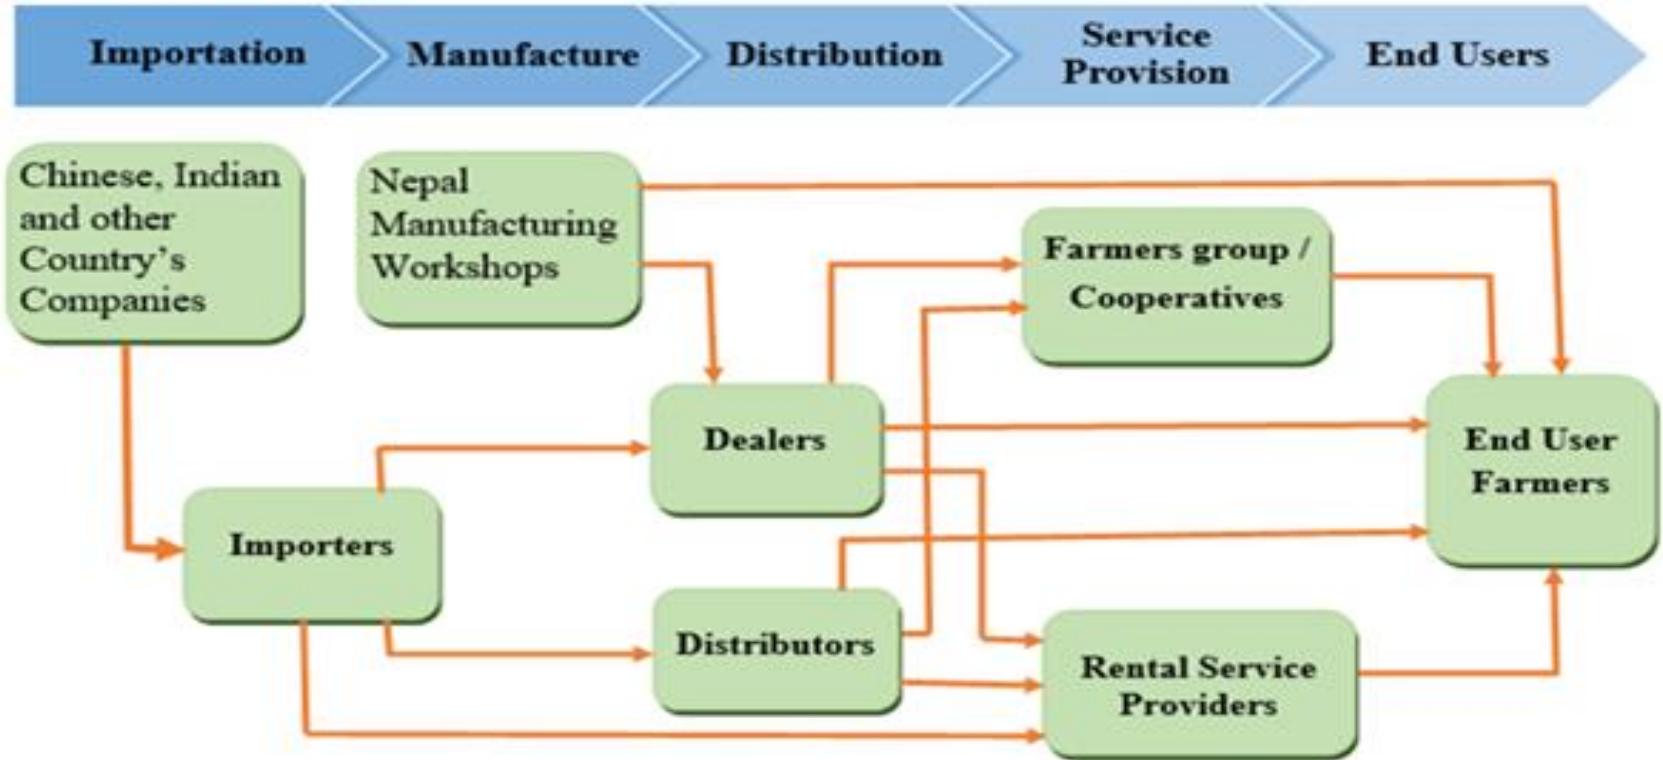 Importation
Manufacture
Distribution
Service
Provision
End Users
Chinese, Indian
and other
Country's
Companies
Nepal
Manufacturing
Workshops
Farmers group /
Cooperatives
Dealers
End User
Farmers
Importers
Distributors
Rental Service
Providers